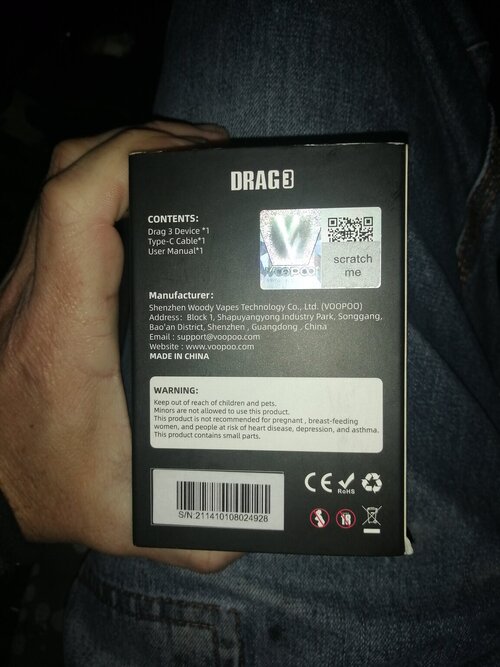 DRAG 3
CONTENTS:
Drag 3 Device *1
Type-C Cable*1
User Manual*1
V
VOOPOO
scratch
me
Manufacturer:
Shenzhen Woody Vapes Technology Co., Ltd. (VOOPOO)
Address: Block 1, Shapuyangyong Industry Park, Songgang,
Bao'an District, Shenzhen , Guangdong , China
Email : support@voopoo.com
Website : www.voopoo.com
MADE IN CHINA
WARNING:
Keep out of reach of children and pets.
Minors are not allowed to use this product.
This product is not recommended for pregnant , breast-feeding
women, and people at risk of heart disease, depression, and asthma.
This product contains small parts.
S/N:211410108024928
CE
RoHS
18